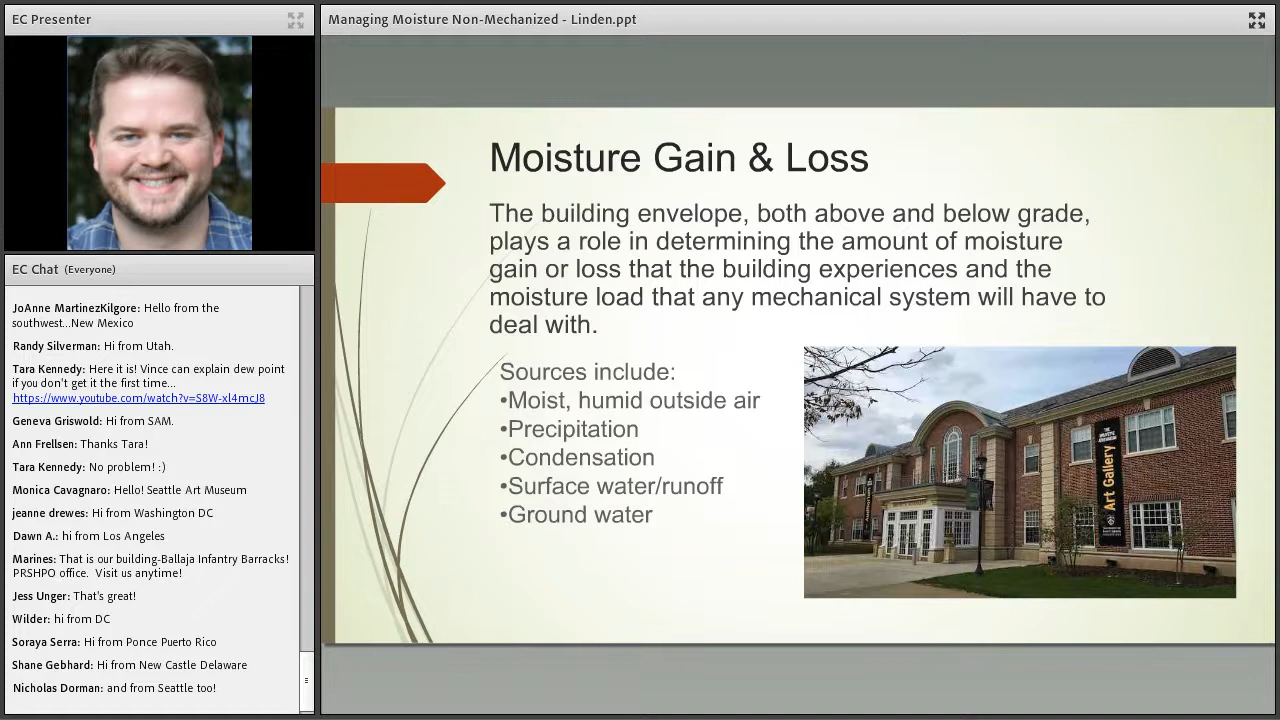 EC Presenter
Managing Moisture Non-Mechanized - Linden.ppt
EC Chat (Everyone)
JoAnne MartinezKilgore: Hello from the
southwest...New Mexico
Randy Silverman: Hi from Utah.
Tara Kennedy: Here it is! Vince can explain dew point
if you don't get it the first time...
https://www.youtube.com/watch?v=S8W-xl4mcJ8
Geneva Griswold: Hi from SAM.
Ann Frellsen: Thanks Tara!
Tara Kennedy: No problem! :)
Monica Cavagnaro: Hello! Seattle Art Museum
jeanne drewes: Hi from Washington DC
Dawn A.: hi from Los Angeles
Marines: That is our building-Ballaja Infantry Barracks!
PRSHPO office.  Visit us anytime!
Jess Unger: That's great!
Wilder: hi from DC
Soraya Serra: Hi from Ponce Puerto Rico
Shane Gebhard: Hi from New Castle Delaware
Nicholas Dorman: and from Seattle too!
Moisture Gain & Loss
The building envelope, both above and below grade,
plays a role in determining the amount of moisture
gain or loss that the building experiences and the
moisture load that any mechanical system will have to
deal with.
Sources include:
•Moist, humid outside air
•Precipitation
•Condensation
•Surface water/runoff
•Ground water
Art Gallery